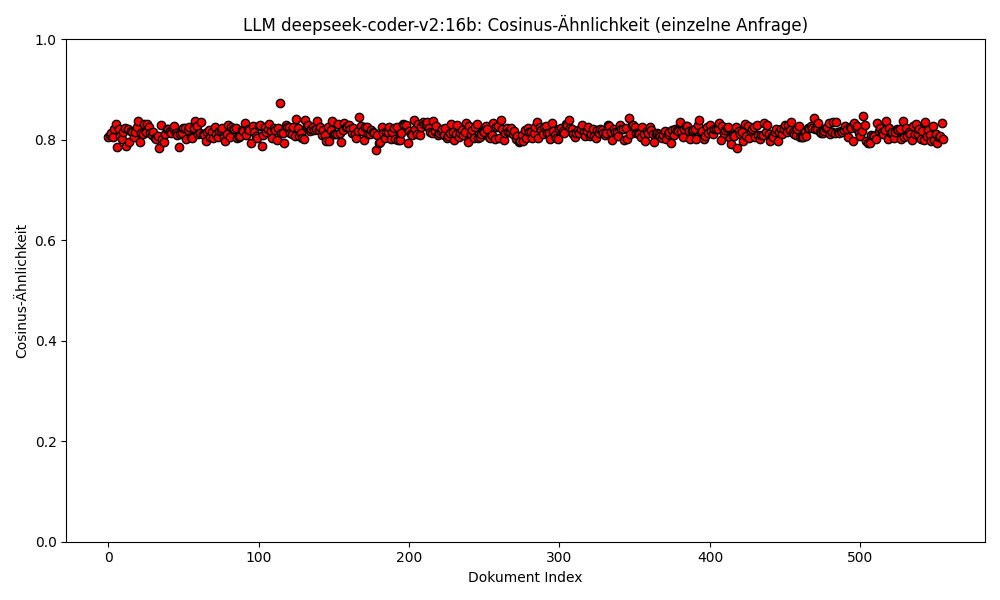 LLM deepseek-coder-v2:16b: Cosinus-Ähnlichkeit (einzelne Anfrage)
1.0
0.8
0.6
0.4
0.2
0.0
Cosinus-Ähnlichkeit
0 100 200 300 400 500
Dokument Index